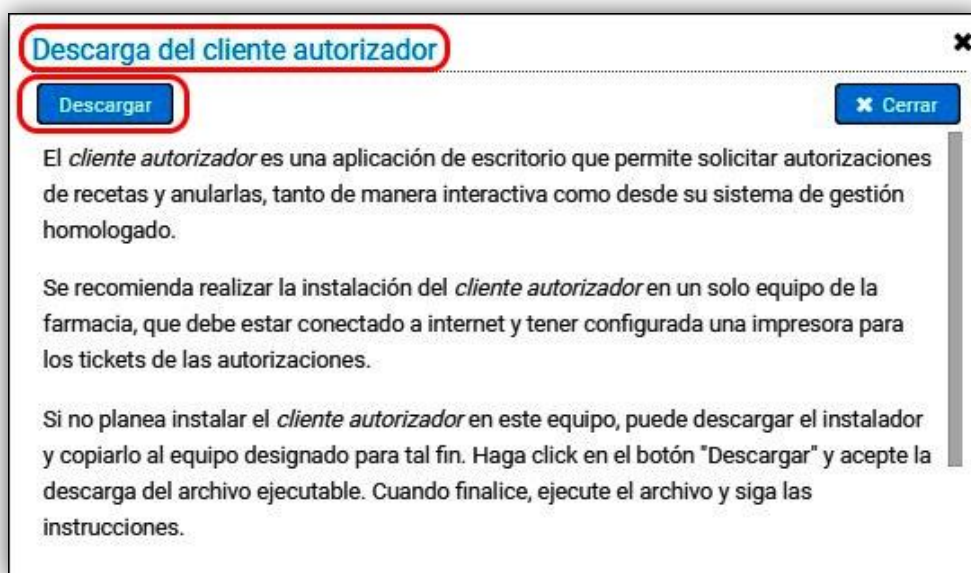 Descarga del cliente autorizador
Descargar
Cerrar
El cliente autorizador es una aplicación de escritorio que permite solicitar autorizaciones
de recetas y anularlas, tanto de manera interactiva como desde su sistema de gestión
homologado.
Se recomienda realizar la instalación del cliente autorizador en un solo equipo de la
farmacia, que debe estar conectado a internet y tener configurada una impresora para
los tickets de las autorizaciones.
Si no planea instalar el cliente autorizador en este equipo, puede descargar el instalador
y copiarlo al equipo designado para tal fin. Haga click en el botón "Descargar" y acepte la
descarga del archivo ejecutable. Cuando finalice, ejecute el archivo y siga las
instrucciones.